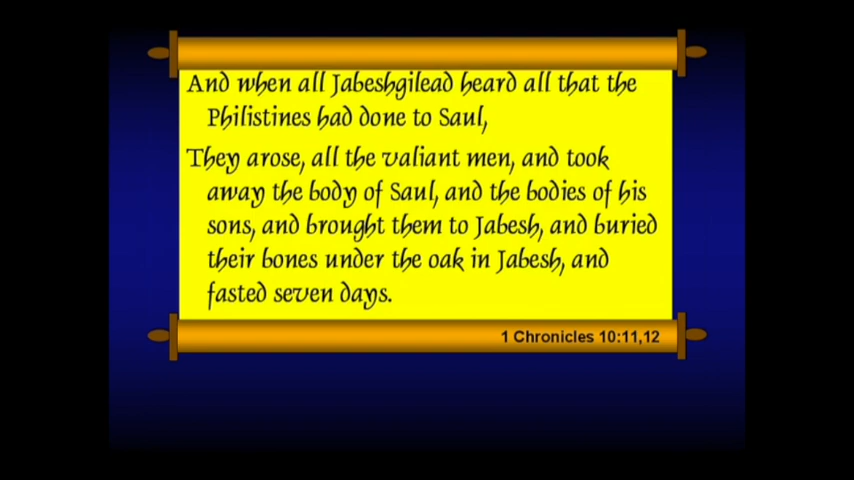 And when all Jabeshgilead heard all that the
Philistines had done to Saul,
They arose, all the valiant men, and took
away the body of Saul, and the bodies of his
sons, and brought them to Jabesh, and buried
their bones under the oak in Jabesh, and
fasted seven days.
1 Chronicles 10:11,12